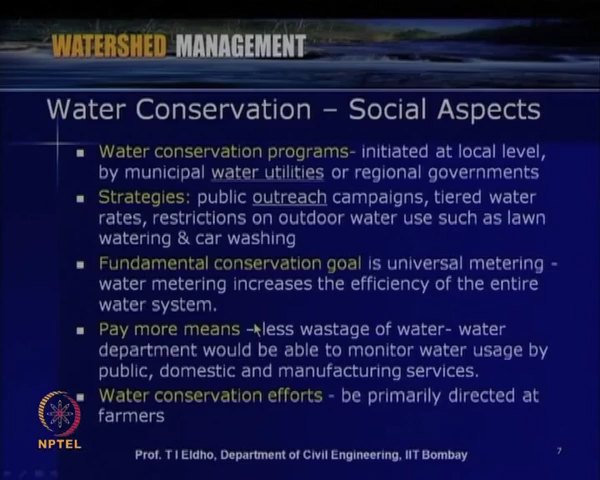 WATERSHED MANAGEMENT
Water Conservation – Social Aspects
Water conservation programs- initiated at local level,
by municipal water utilities or regional governments
Strategies: public outreach campaigns, tiered water
rates, restrictions on outdoor water use such as lawn
watering & car washing
Fundamental conservation goal is universal metering -
water metering increases the efficiency of the entire
water system.
Pay more means – less wastage of water- water
department would be able to monitor water usage by
public, domestic and manufacturing services.
Water conservation efforts - be primarily directed at
farmers
NPTEL
Prof. T I Eldho, Department of Civil Engineering, IIT Bombay
7